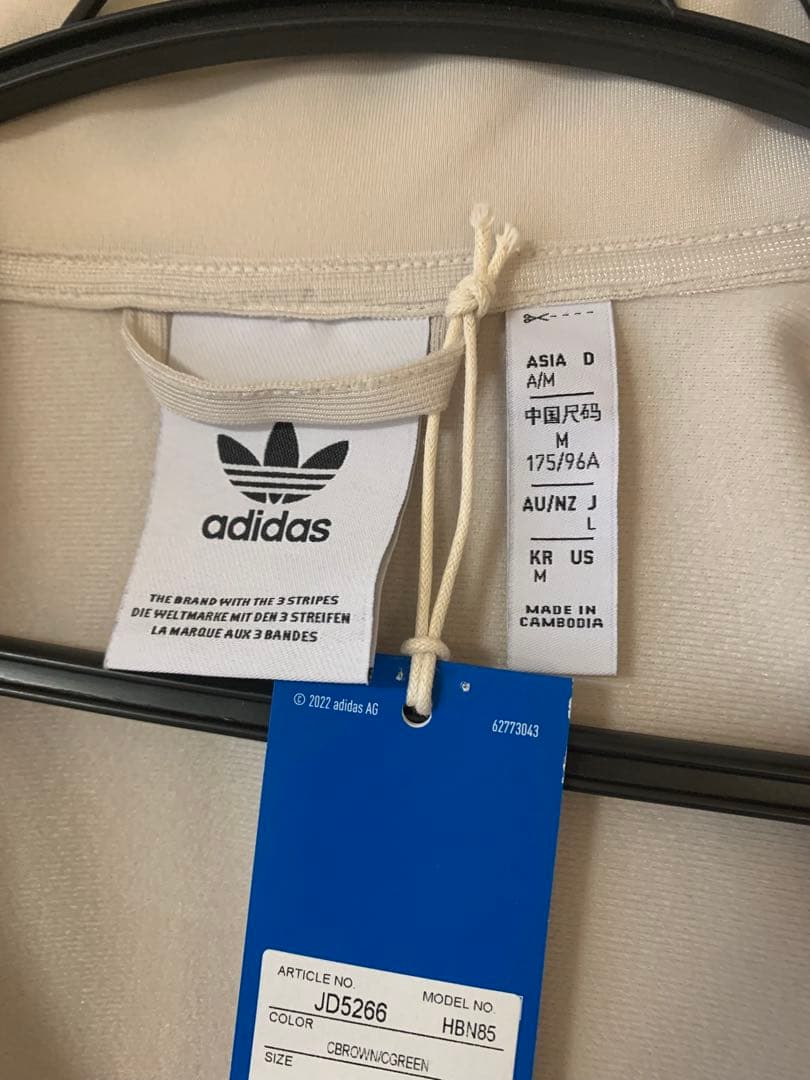 adidas
THE BRAND WITH THE 3 STRIPES
DIE WELTMARKE MIT DEN 3 STREIFEN
LA MARQUE AUX 3 BANDES
ASIA D
A/M
中国尺码
M
175/96A
AU/NZ J
L
KR US
M
MADE IN
CAMBODIA
© 2022 adidas AG
62773043
ARTICLE NO.
JD5266
MODEL NO.
HBN85
COLOR
CBROWN/CGREEN
SIZE